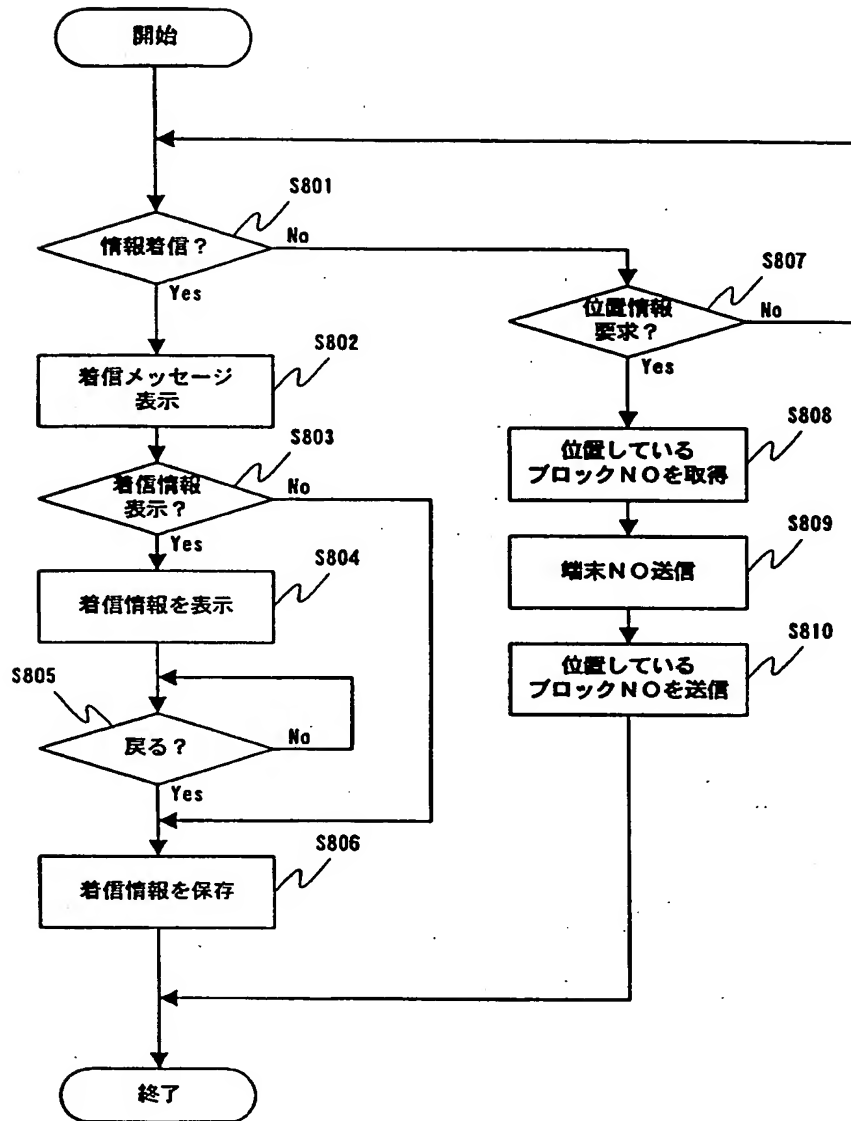 開始
S801
情報着信？
No
Yes
S807
位置情報
要求？
No
Yes
S802
着信メッセージ
表示
S803
着信情報
表示？
No
Yes
S808
位置している
ブロックNOを取得
S804
着信情報を表示
S809
端末NO送信
S805
戻る？
No
Yes
S810
位置している
ブロックNOを送信
S806
着信情報を保存
終了